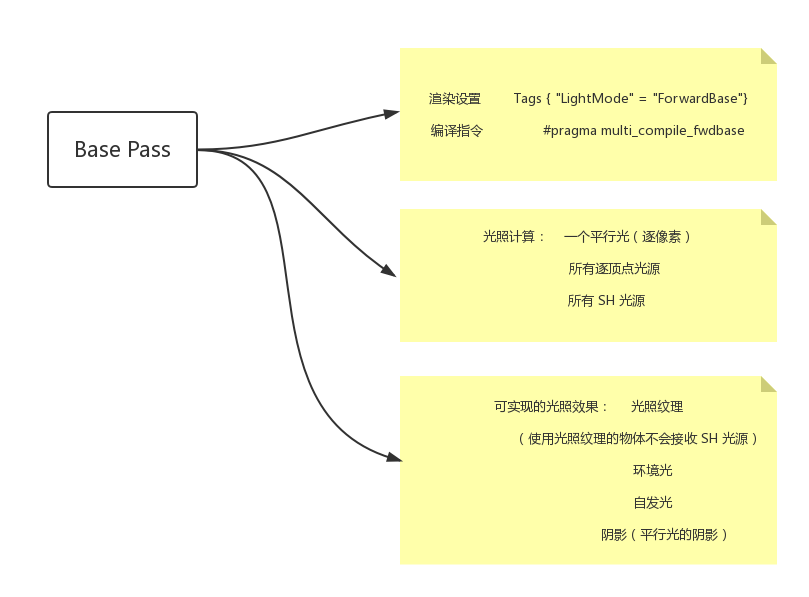 Base Pass
渲染设置 Tags { "LightMode" = "ForwardBase"}
编译指令 #pragma multi_compile_fwdbase
光照计算： 一个平行光（逐像素）
所有逐顶点光源
所有 SH 光源
可实现的光照效果： 光照纹理
（使用光照纹理的物体不会接收 SH 光源）
环境光
自发光
阴影（平行光的阴影）